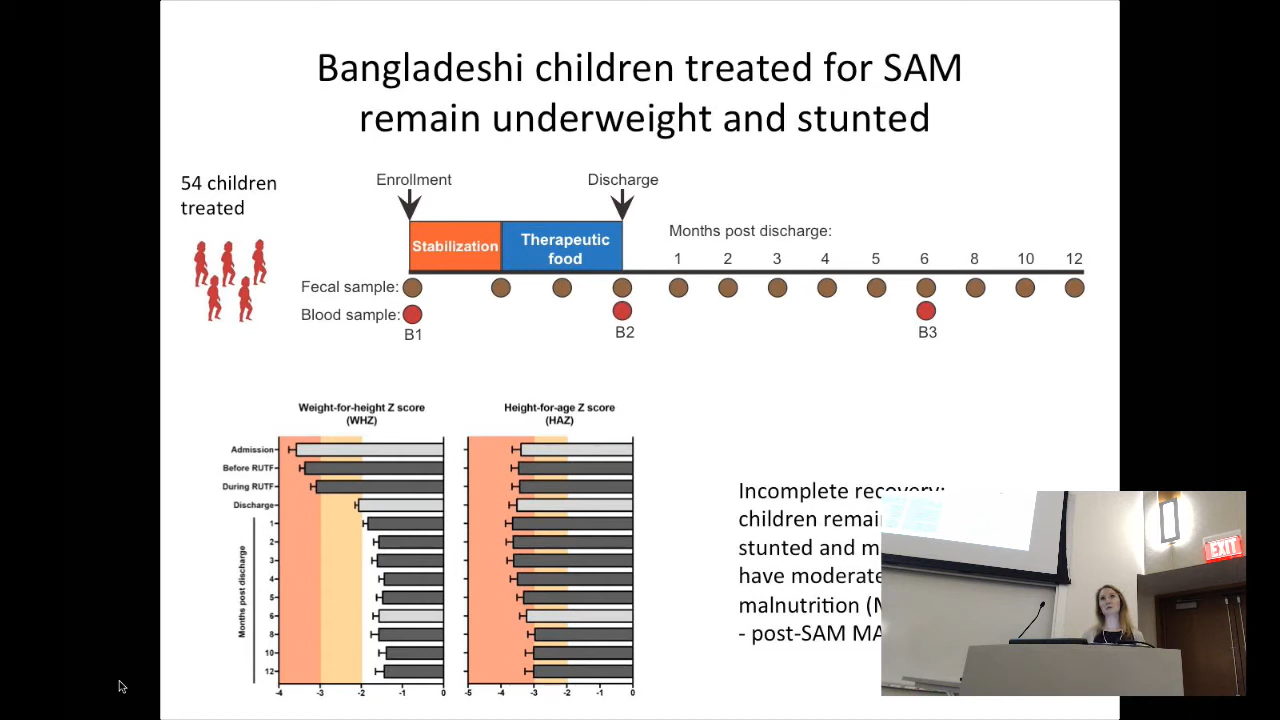 Bangladeshi children treated for SAM
remain underweight and stunted
54 children
treated
Enrollment
Discharge
Stabilization
Therapeutic
food
Months post discharge:
1 2 3 4 5 6 8 10 12
Fecal sample:
Blood sample:
B1 B2 B3
Weight-for-height Z score
(WHZ)
Height-for-age Z score
(HAZ)
Admission
Before RUTF
During RUTF
Discharge
1
2
3
4
5
6
8
10
12
Months post discharge
-4 -3 -2 -1 0
-5 -4 -3 -2 -1 0
Incomplete recovery:
children remai
stunted and m
have moderate
malnutrition (M
- post-SAM MA
EXIT